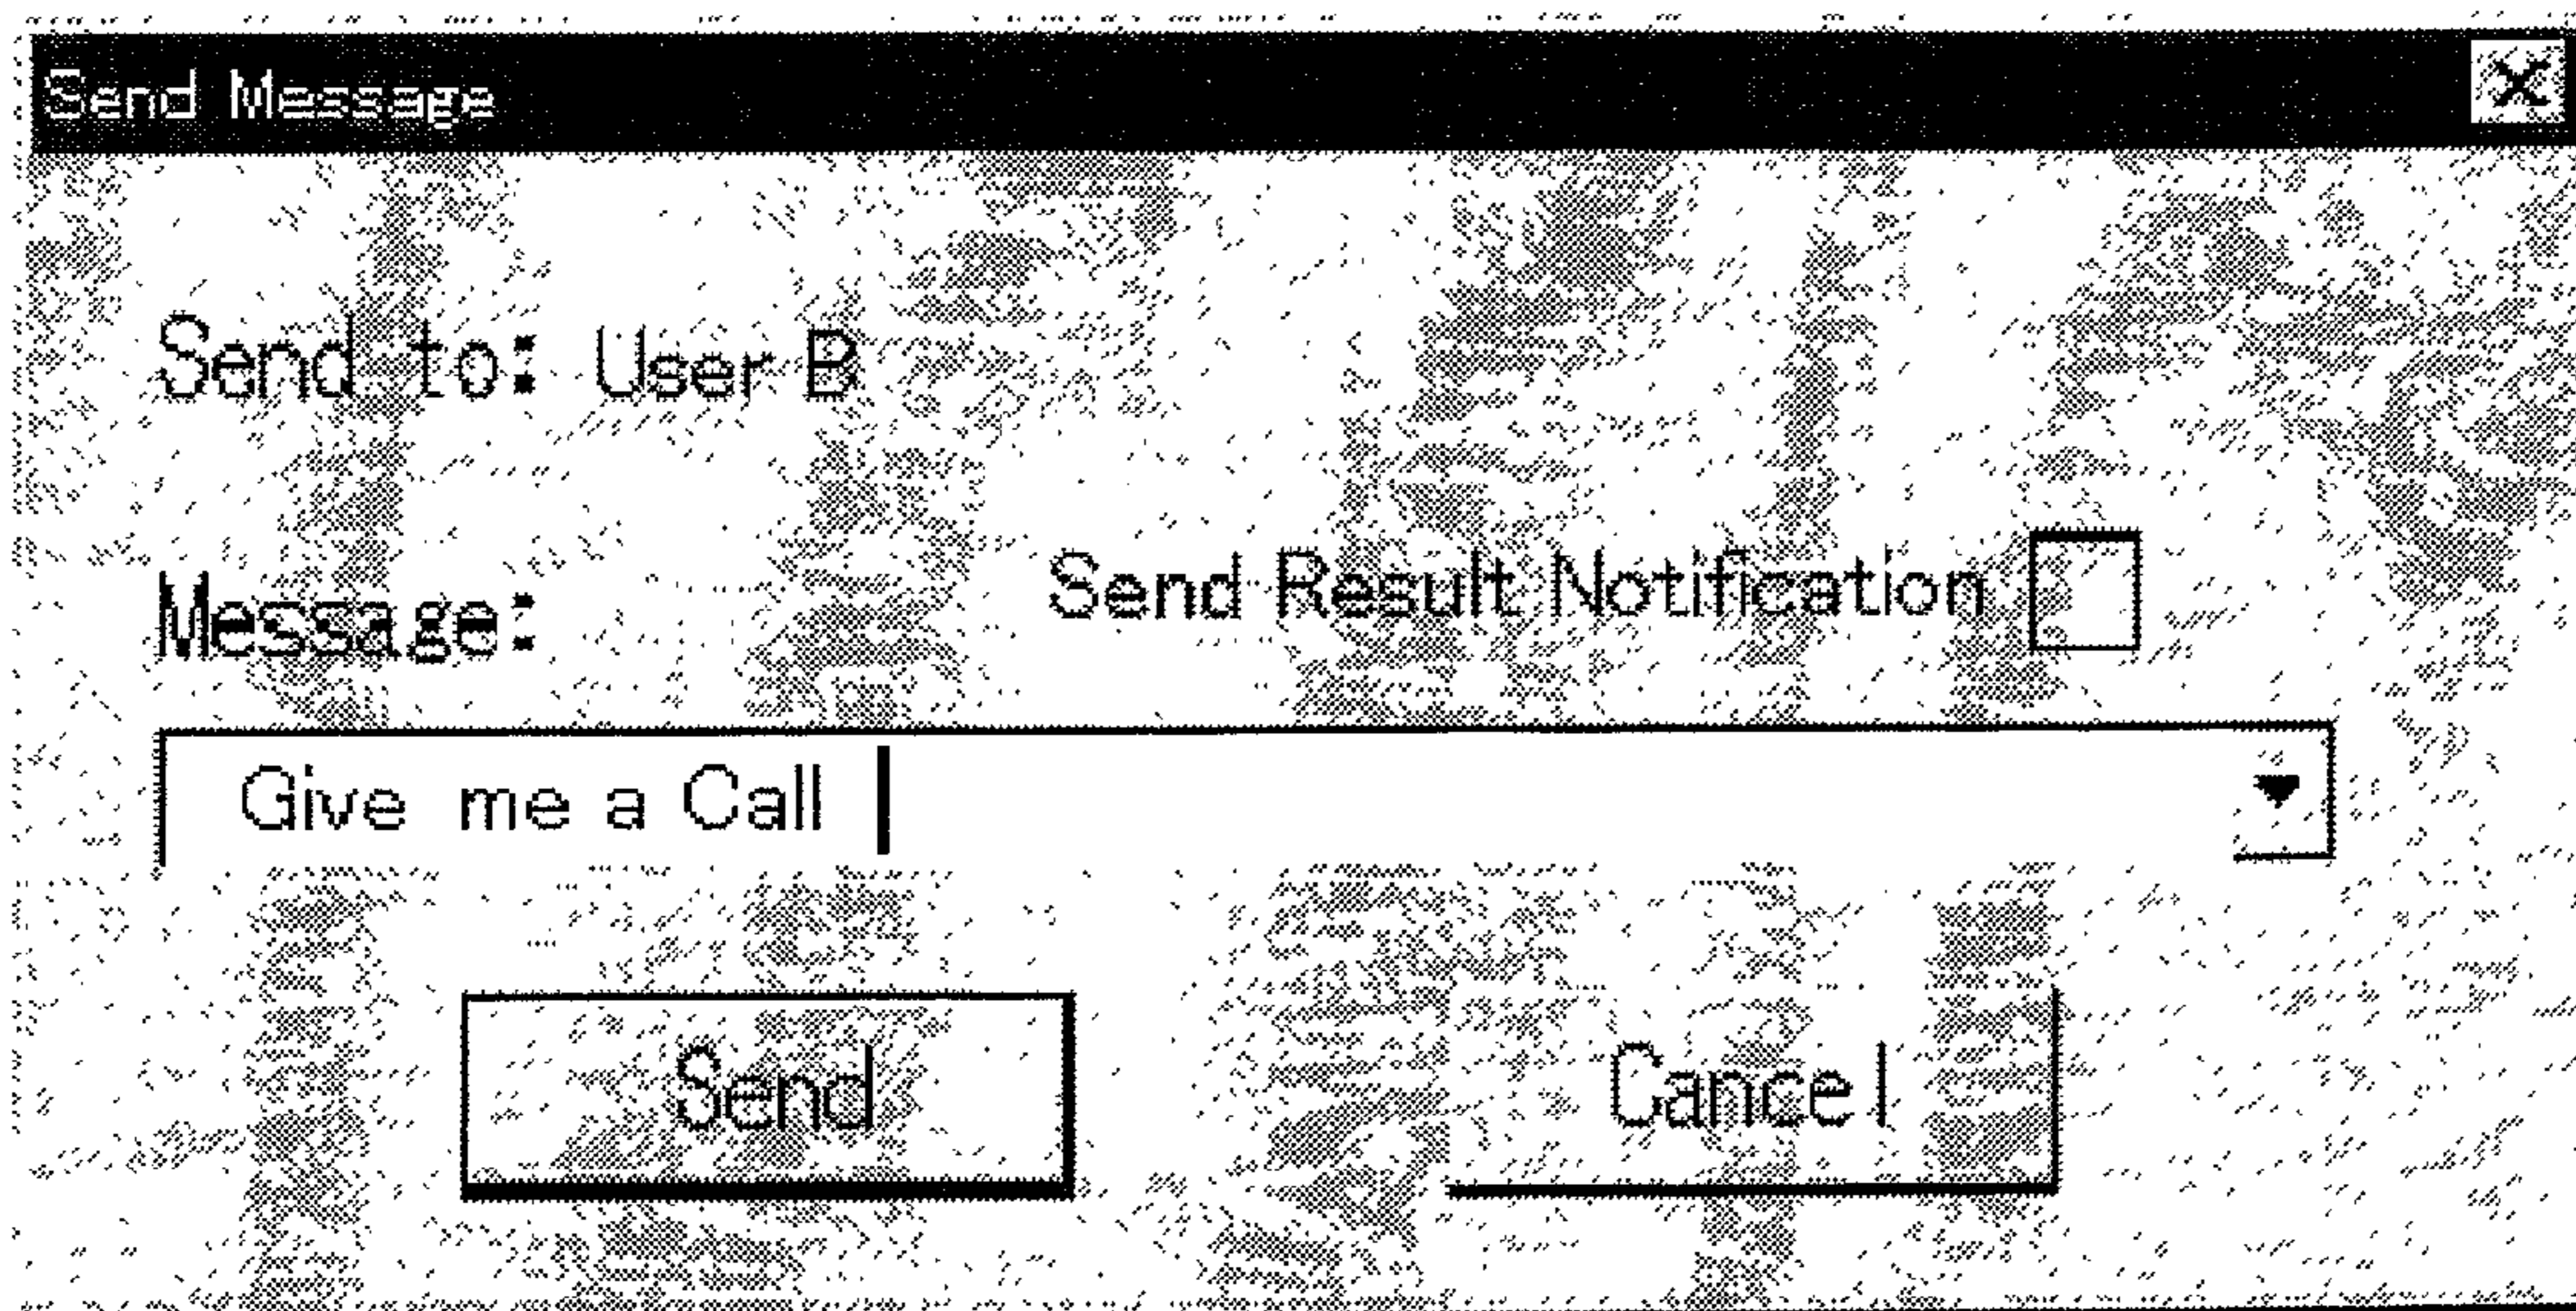 Send Message
Send to: User B
Message:
Send Result Notification
Give me a Call
Send
Cancel